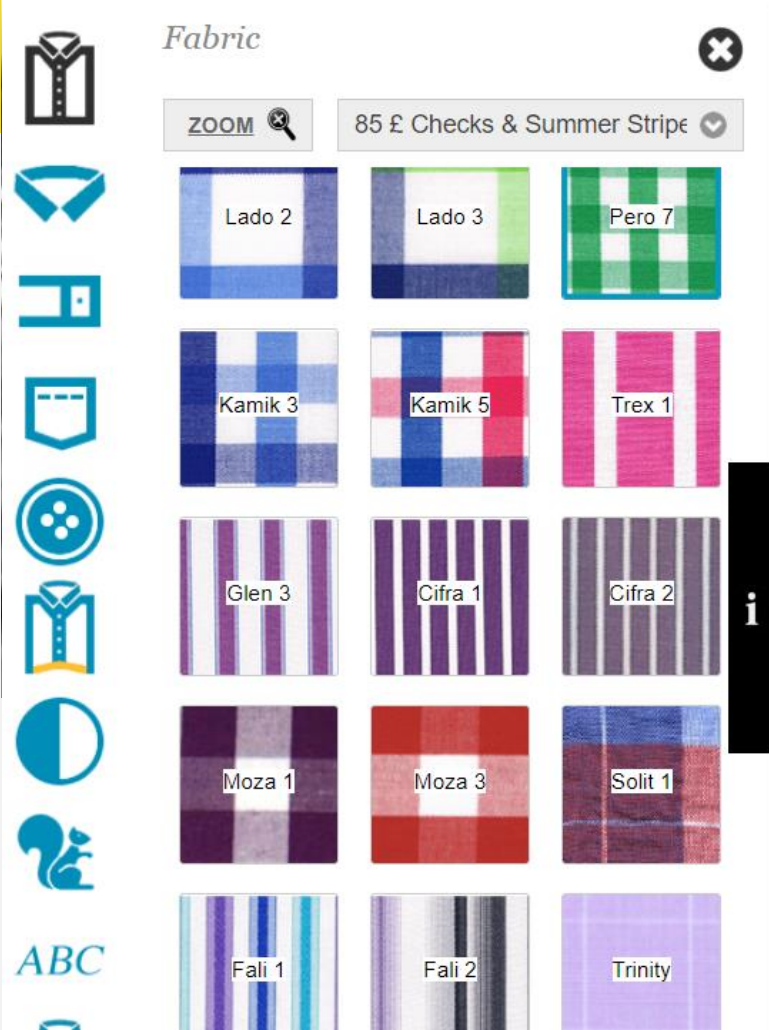 Fabric
ZOOM
85 £ Checks & Summer Stripe
Lado 2
Lado 3
Pero 7
Kamik 3
Kamik 5
Trex 1
Glen 3
Cifra 1
Cifra 2
i
Moza 1
Moza 3
Solit 1
ABC
Fali 1
Fali 2
Trinity